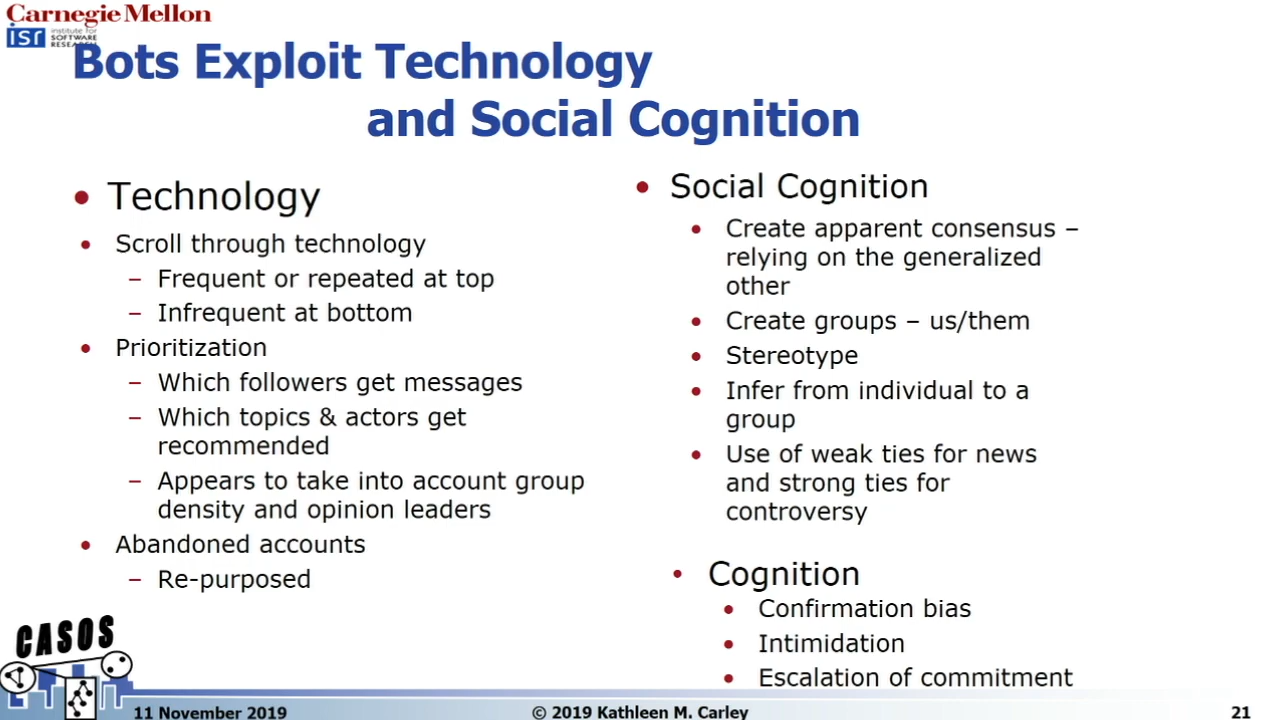 Carnegie Mellon
isr institute for
SOFTWARE
RESEARCH
Bots Exploit Technology
and Social Cognition
• Technology
• Scroll through technology
– Frequent or repeated at top
– Infrequent at bottom
• Prioritization
– Which followers get messages
– Which topics & actors get
recommended
– Appears to take into account group
density and opinion leaders
• Abandoned accounts
– Re-purposed
• Social Cognition
• Create apparent consensus –
relying on the generalized
other
• Create groups – us/them
• Stereotype
• Infer from individual to a
group
• Use of weak ties for news
and strong ties for
controversy
• Cognition
• Confirmation bias
• Intimidation
• Escalation of commitment
CASOS
11 November 2019
© 2019 Kathleen M. Carley
21